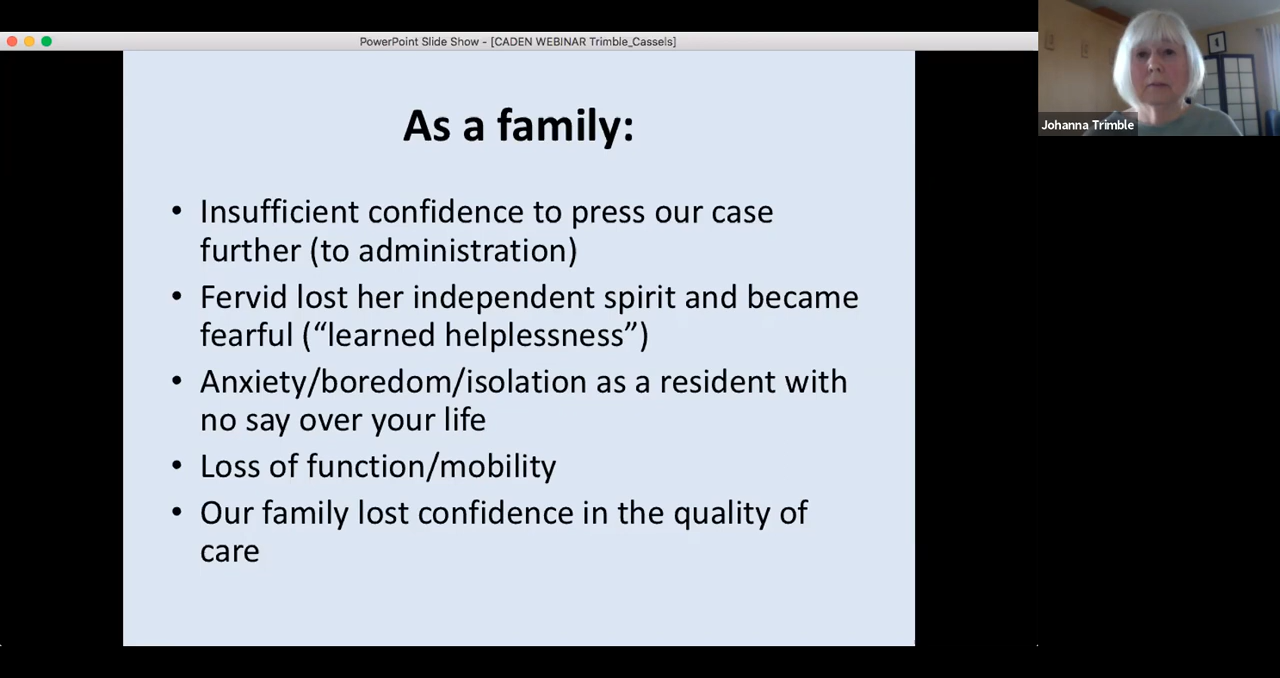 PowerPoint Slide Show - [CADEN WEBINAR Trimble_Cassels]
Johanna Trimble
As a family:
• Insufficient confidence to press our case
further (to administration)
• Fervid lost her independent spirit and became
fearful (“learned helplessness”)
• Anxiety/boredom/isolation as a resident with
no say over your life
• Loss of function/mobility
• Our family lost confidence in the quality of
care